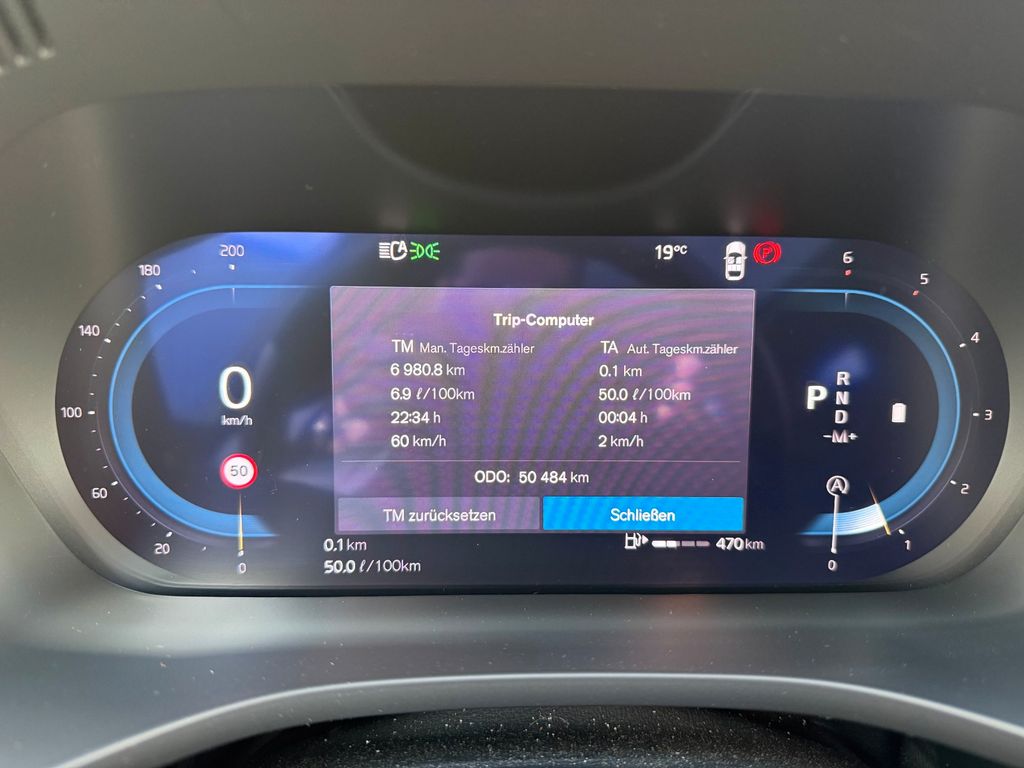 200
19°C
6
180
5
Trip-Computer
140
TM Man. Tageskm.zähler
TA Aut. Tageskm.zähler
4
6 980.8 km
0.1 km
R
0
6.9 ℓ/100km
50.0 ℓ/100km
P
N
100
km/h
22:34 h
00:04 h
D
3
60 km/h
2 km/h
-M+
50
ODO: 50 484 km
A
60
2
TM zurücksetzen
Schließen
20
0.1 km
470km
1
0
50.0 ℓ/100km
0